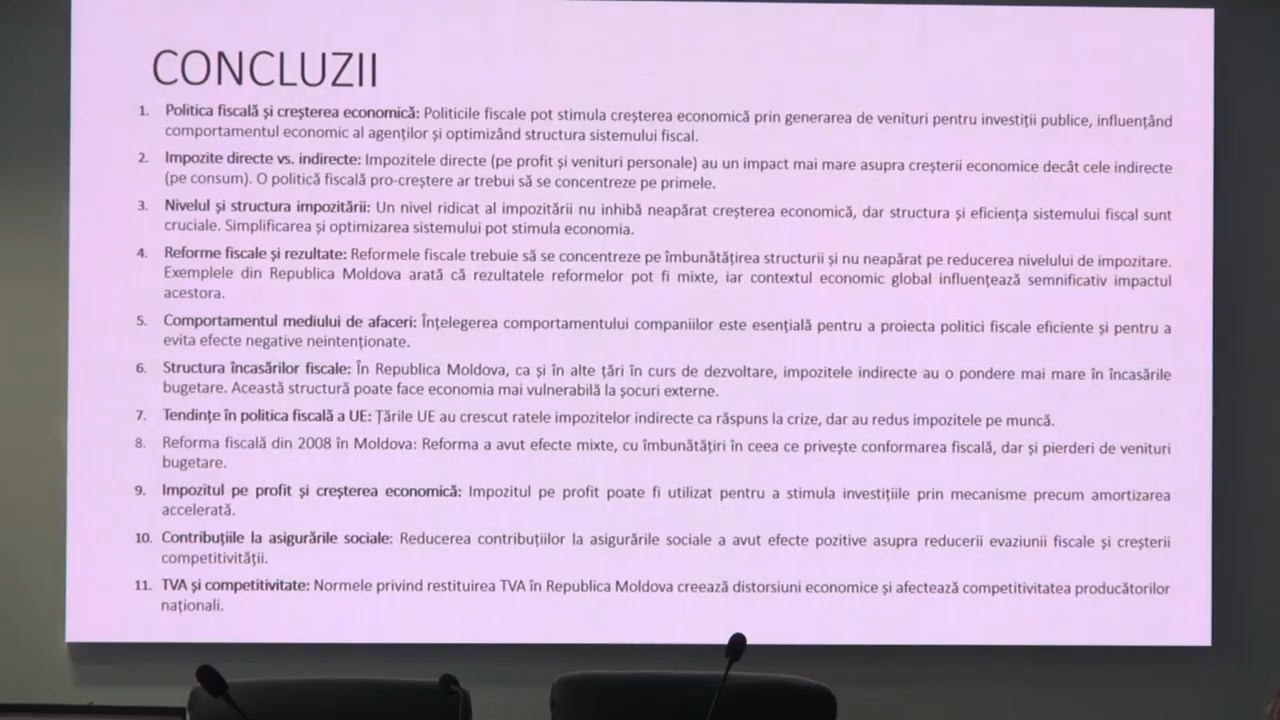 CONCLUZII
1. Politica fiscală și creșterea economică: Politicile fiscale pot stimula creșterea economică prin generarea de venituri pentru investiții publice, influențând
comportamentul economic al agenților și optimizând structura sistemului fiscal.
2. Impozite directe vs. indirecte: Impozitele directe (pe profit și venituri personale) au un impact mai mare asupra creșterii economice decât cele indirecte
(pe consum). O politică fiscală pro-creștere ar trebui să se concentreze pe primele.
3. Nivelul și structura impozitării: Un nivel ridicat al impozitării nu inhibă neapărat creșterea economică, dar structura și eficiența sistemului fiscal sunt
cruciale. Simplificarea și optimizarea sistemului pot stimula economia.
4. Reforme fiscale și rezultate: Reformele fiscale trebuie să se concentreze pe îmbunătățirea structurii și nu neapărat pe reducerea nivelului de impozitare.
Exemplele din Republica Moldova arată că rezultatele reformelor pot fi mixte, iar contextul economic global influențează semnificativ impactul
acestora.
5. Comportamentul mediului de afaceri: Înțelegerea comportamentului companiilor este esențială pentru a proiecta politici fiscale eficiente și pentru a
evita efecte negative neintenționate.
6. Structura încasărilor fiscale: În Republica Moldova, ca și în alte țări în curs de dezvoltare, impozitele indirecte au o pondere mai mare în încasările
bugetare. Această structură poate face economia mai vulnerabilă la șocuri externe.
7. Tendințe în politica fiscală a UE: Țările UE au crescut ratele impozitelor indirecte ca răspuns la crize, dar au redus impozitele pe muncă.
8. Reforma fiscală din 2008 în Moldova: Reforma a avut efecte mixte, cu îmbunătățiri în ceea ce privește conformarea fiscală, dar și pierderi de venituri
bugetare.
9. Impozitul pe profit și creșterea economică: Impozitul pe profit poate fi utilizat pentru a stimula investițiile prin mecanisme precum amortizarea
accelerată.
10. Contribuțiile la asigurările sociale: Reducerea contribuțiilor la asigurările sociale a avut efecte pozitive asupra reducerii evaziunii fiscale și creșterii
competitivității.
11. TVA și competitivitate: Normele privind restituirea TVA în Republica Moldova creează distorsiuni economice și afectează competitivitatea producătorilor
naționali.